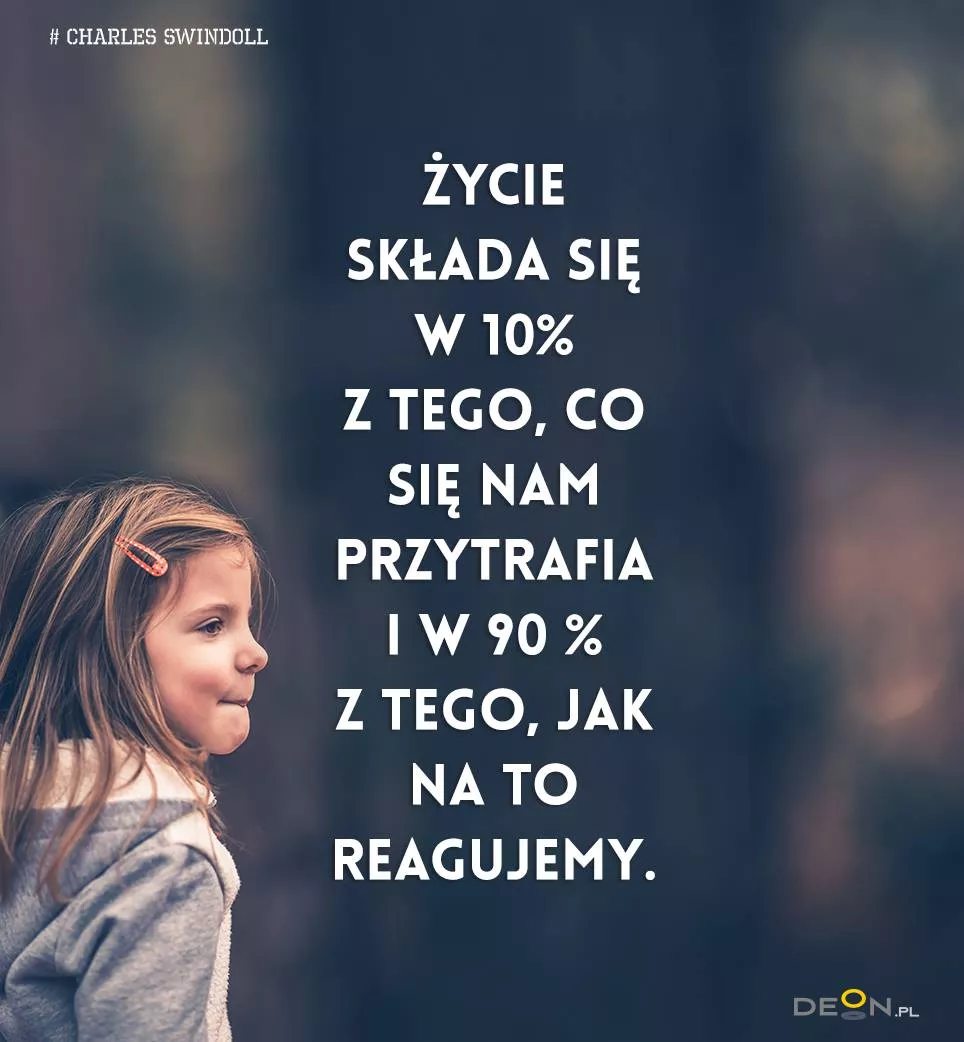 # CHARLES SWINDOLL
ŻYCIE
SKŁADA SIĘ
W 10%
Z TEGO, CO
SIĘ NAM
PRZYTRAFIA
I W 90 %
Z TEGO, JAK
NA TO
REAGUJEMY.
DEON.PL